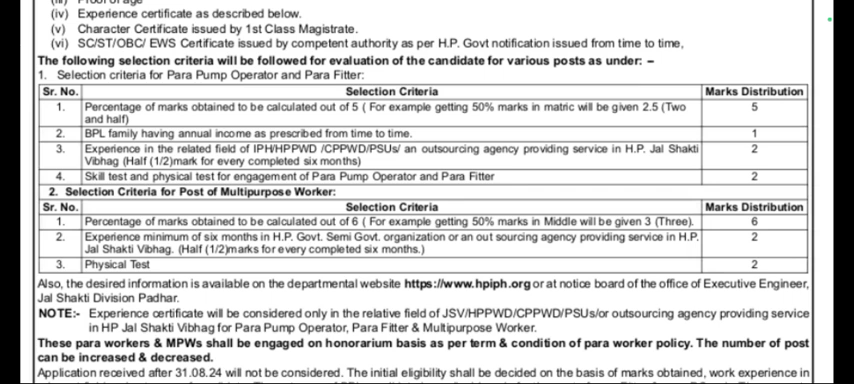 (iii) Proof of age
(iv) Experience certificate as described below.
(v) Character Certificate issued by 1st Class Magistrate.
(vi) SC/ST/OBC/ EWS Certificate issued by competent authority as per H.P. Govt notification issued from time to time,
The following selection criteria will be followed for evaluation of the candidate for various posts as under: –
1. Selection criteria for Para Pump Operator and Para Fitter:
Sr. No. Selection Criteria Marks Distribution
1. Percentage of marks obtained to be calculated out of 5 ( For example getting 50% marks in matric will be given 2.5 (Two 5
and half)
2. BPL family having annual income as prescribed from time to time. 1
3. Experience in the related field of IPH/HPPWD /CPPWD/PSUs/ an outsourcing agency providing service in H.P. Jal Shakti 2
Vibhag (Half (1/2)mark for every completed six months)
4. Skill test and physical test for engagement of Para Pump Operator and Para Fitter 2
2. Selection Criteria for Post of Multipurpose Worker:
Sr. No. Selection Criteria Marks Distribution
1. Percentage of marks obtained to be calculated out of 6 ( For example getting 50% marks in Middle will be given 3 (Three). 6
2. Experience minimum of six months in H.P. Govt. Semi Govt. organization or an out sourcing agency providing service in H.P. 2
Jal Shakti Vibhag. (Half (1/2)marks for every completed six months.)
3. Physical Test 2
Also, the desired information is available on the departmental website https://www.hpiph.org or at notice board of the office of Executive Engineer,
Jal Shakti Division Padhar.
NOTE:- Experience certificate will be considered only in the relative field of JSV/HPPWD/CPPWD/PSUs/or outsourcing agency providing service
in HP Jal Shakti Vibhag for Para Pump Operator, Para Fitter & Multipurpose Worker.
These para workers & MPWs shall be engaged on honorarium basis as per term & condition of para worker policy. The number of post
can be increased & decreased.
Application received after 31.08.24 will not be considered. The initial eligibility shall be decided on the basis of marks obtained, work experience in